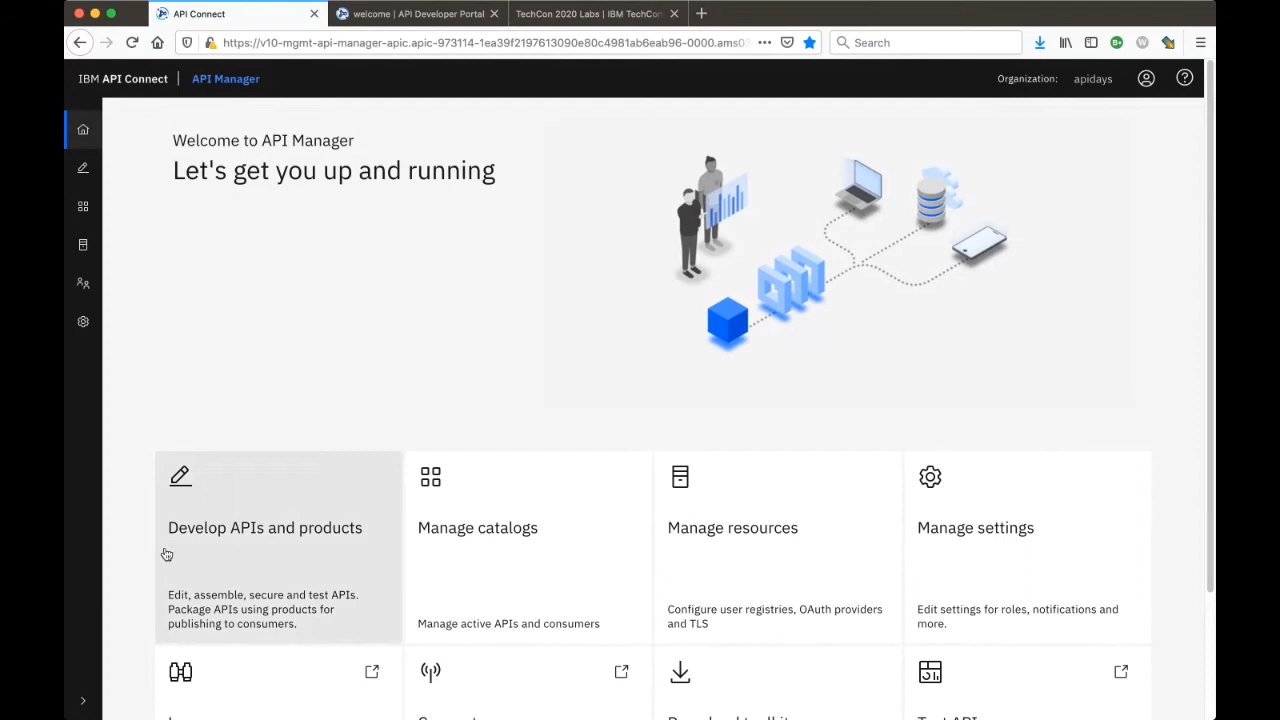 API Connect
welcome | API Developer Portal
TechCon 2020 Labs | IBM TechCon
https://v10-mgmt-api-manager-apic.apic-973114-1ea39f2197613090e80c4981ab6eab96-0000.ams03
Search
IBM API Connect
API Manager
Organization:
apidays
Welcome to API Manager
Let's get you up and running
Develop APIs and products
Edit, assemble, secure and test APIs.
Package APIs using products for
publishing to consumers.
Manage catalogs
Manage active APIs and consumers
Manage resources
Configure user registries, OAuth providers
and TLS
Manage settings
Edit settings for roles, notifications and
more.